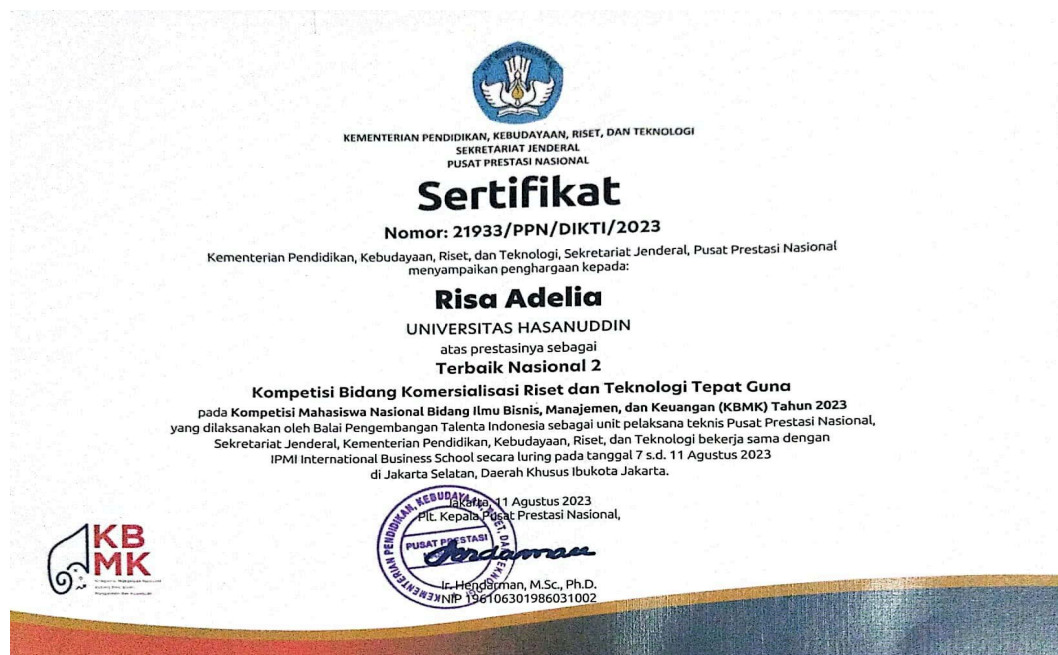 KEMENTERIAN PENDIDIKAN, KEBUDAYAAN, RISET, DAN TEKNOLOGI
SEKRETARIAT JENDERAL
PUSAT PRESTASI NASIONAL
Sertifikat
Nomor: 21933/PPN/DIKTI/2023
Kementerian Pendidikan, Kebudayaan, Riset, dan Teknologi, Sekretariat Jenderal, Pusat Prestasi Nasional
menyampaikan penghargaan kepada:
Risa Adelia
UNIVERSITAS HASANUDDIN
atas prestasinya sebagai
Terbaik Nasional 2
Kompetisi Bidang Komersialisasi Riset dan Teknologi Tepat Guna
pada Kompetisi Mahasiswa Nasional Bidang Ilmu Bisnis, Manajemen, dan Keuangan (KBMK) Tahun 2023
yang dilaksanakan oleh Balai Pengembangan Talenta Indonesia sebagai unit pelaksana teknis Pusat Prestasi Nasional,
Sekretariat Jenderal, Kementerian Pendidikan, Kebudayaan, Riset, dan Teknologi bekerja sama dengan
IPMI International Business School secara luring pada tanggal 7 s.d. 11 Agustus 2023
di Jakarta Selatan, Daerah Khusus Ibukota Jakarta.
Jakarta, 11 Agustus 2023
Plt. Kepala Pusat Prestasi Nasional,
KEMENTERIAN PENDIDIKAN, KEBUDAYAAN, RISET, DAN
PUSAT PRESTASI
Hendarman
Ir. Hendarman, M.Sc., Ph.D.
NIP 196106301986031002
KB
MK